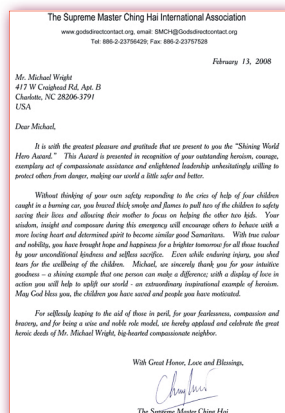 The Supreme Master Ching Hai International Association
www.godsdirectcontact.org, email: SMCH@Godsdirectcontact.org
Tel: 886-2-23756429; Fax: 886-2-23757528
February 13, 2008
Mr. Michael Wright
417 W Craighead Rd, Apt. B
Charlotte, NC 28206-3791
USA
Dear Michael,
It is with the greatest pleasure and gratitude that we present to you the “Shining World
Hero Award.” This Award is presented in recognition of your outstanding heroism, courage,
exemplary act of compassionate assistance and enlightened leadership unhesitatingly willing to
protect others from danger, making our world a little safer and better.
Without thinking of your own safety responding to the cries of help of four children
caught in a burning car, you braved thick smoke and flames to pull two of the children to safety
saving their lives and allowing their mother to focus on helping the other two kids. Your
wisdom, insight and composure during this emergency will encourage others to behave with a
more loving heart and determined spirit to become similar good Samaritans. With true valour
and nobility, you have brought hope and happiness for a brighter tomorrow for all those touched
by your unconditional kindness and selfless sacrifice. Even while enduring injury, you shed
tears for the wellbeing of the children. Michael, we sincerely thank you for your intuitive
goodness – a shining example that one person can make a difference; with a display of love in
action you will help to uplift our world - an extraordinary inspirational example of heroism.
May God bless you, the children you have saved and people you have motivated.
For selflessly leaping to the aid of those in peril, for your fearlessness, compassion and
bravery, and for being a wise and noble role model, we hereby applaud and celebrate the great
heroic deeds of Mr. Michael Wright, big-hearted compassionate neighbor.
With Great Honor, Love and Blessings,
The Supreme Master Ching Hai